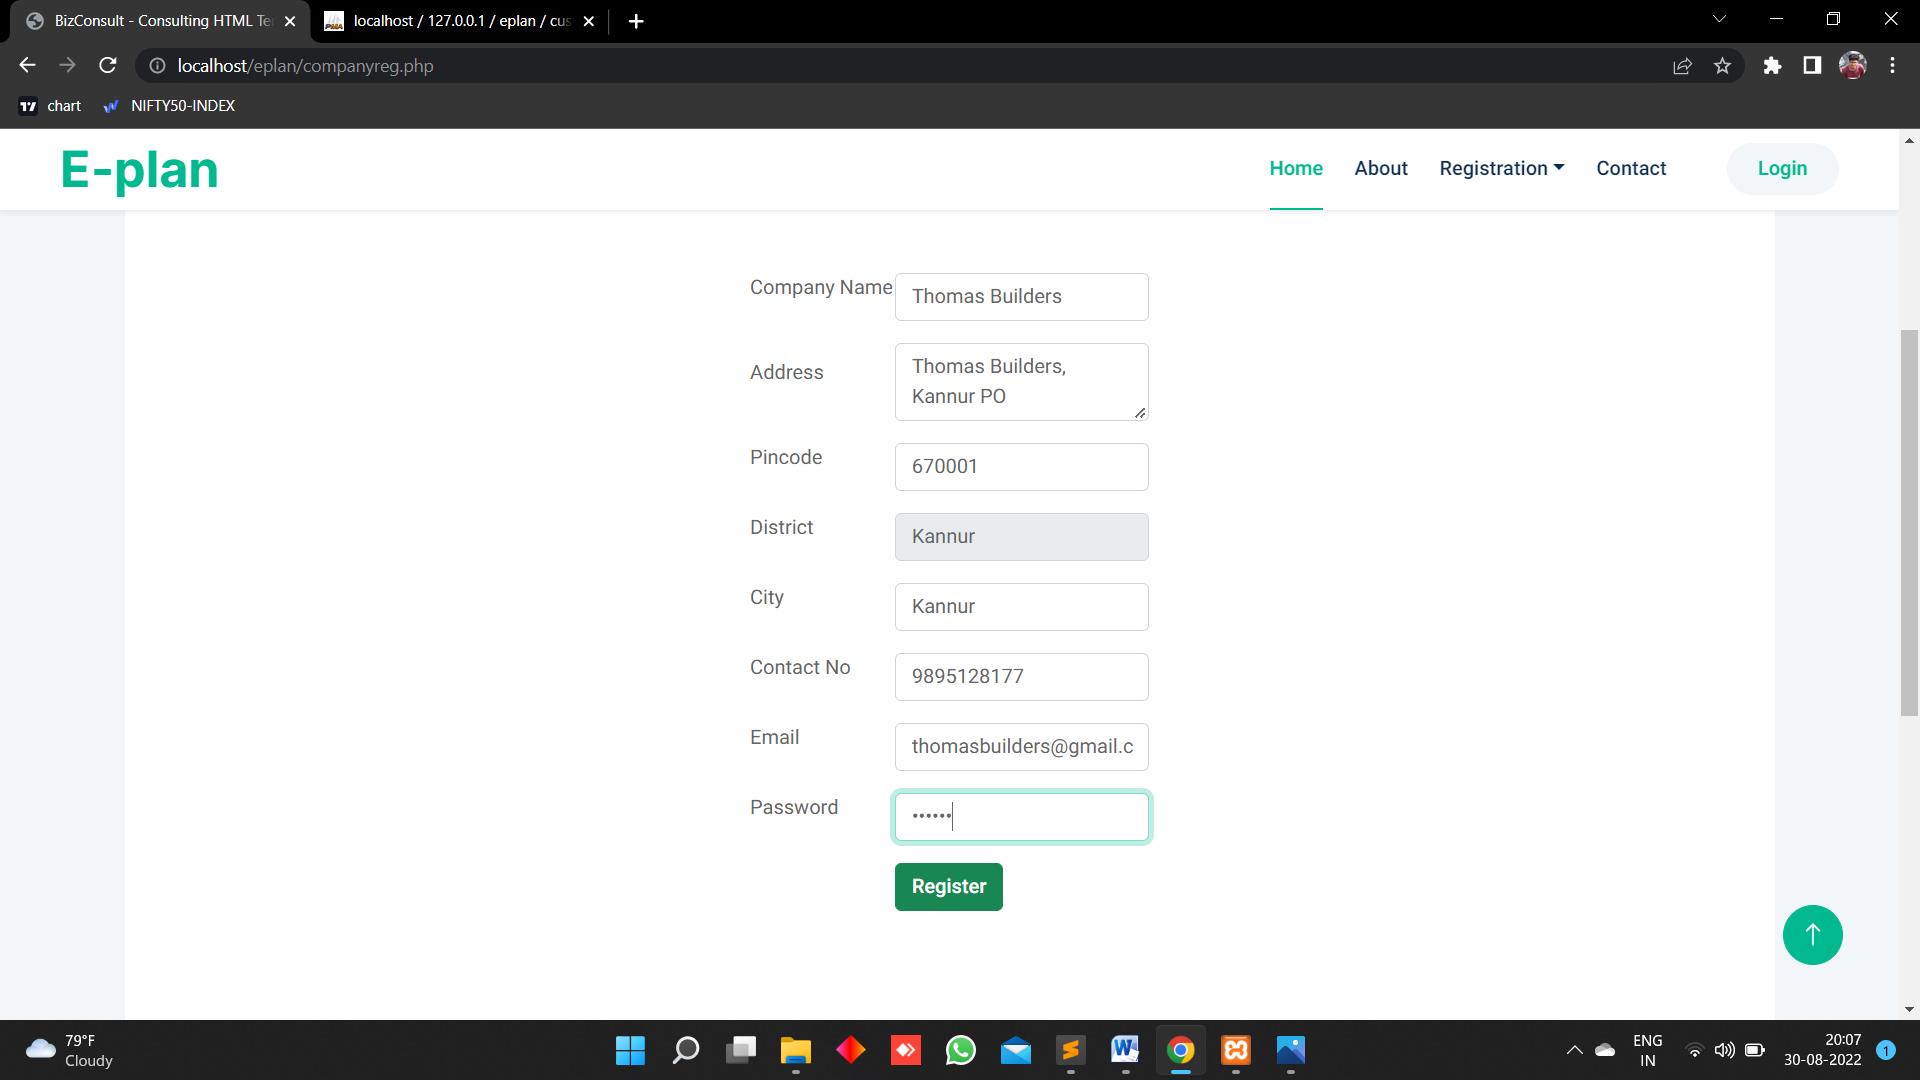 BizConsult - Consulting HTML Te
localhost / 127.0.0.1 / eplan / cus
localhost/eplan/companyreg.php
chart
NIFTY50-INDEX
E-plan
Home
About
Registration
Contact
Login
Company Name
Thomas Builders
Address
Thomas Builders,
Kannur PO
Pincode
670001
District
Kannur
City
Kannur
Contact No
9895128177
Email
thomasbuilders@gmail.c
Password
••••••
Register
79°F
Cloudy
ENG
IN
20:07
30-08-2022
1